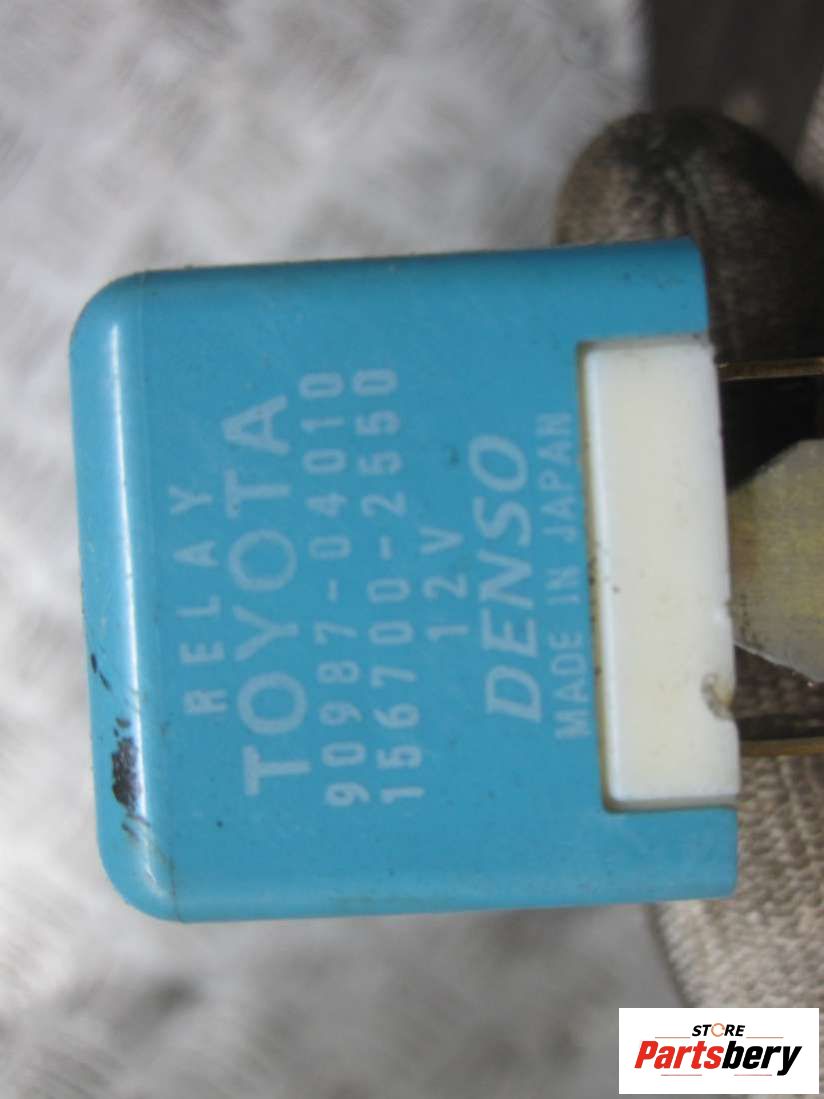 RELAY
TOYOTA
90987-04010
156700-2550
12V
DENSO
MADE IN JAPAN
STORE
Partsbery